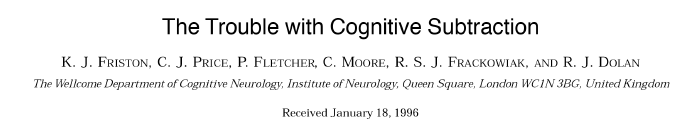 The Trouble with Cognitive Subtraction
K. J. Friston, C. J. Price, P. Fletcher, C. Moore, R. S. J. Frackowiak, and R. J. Dolan
The Wellcome Department of Cognitive Neurology, Institute of Neurology, Queen Square, London WC1N 3BG, United Kingdom
Received January 18, 1996